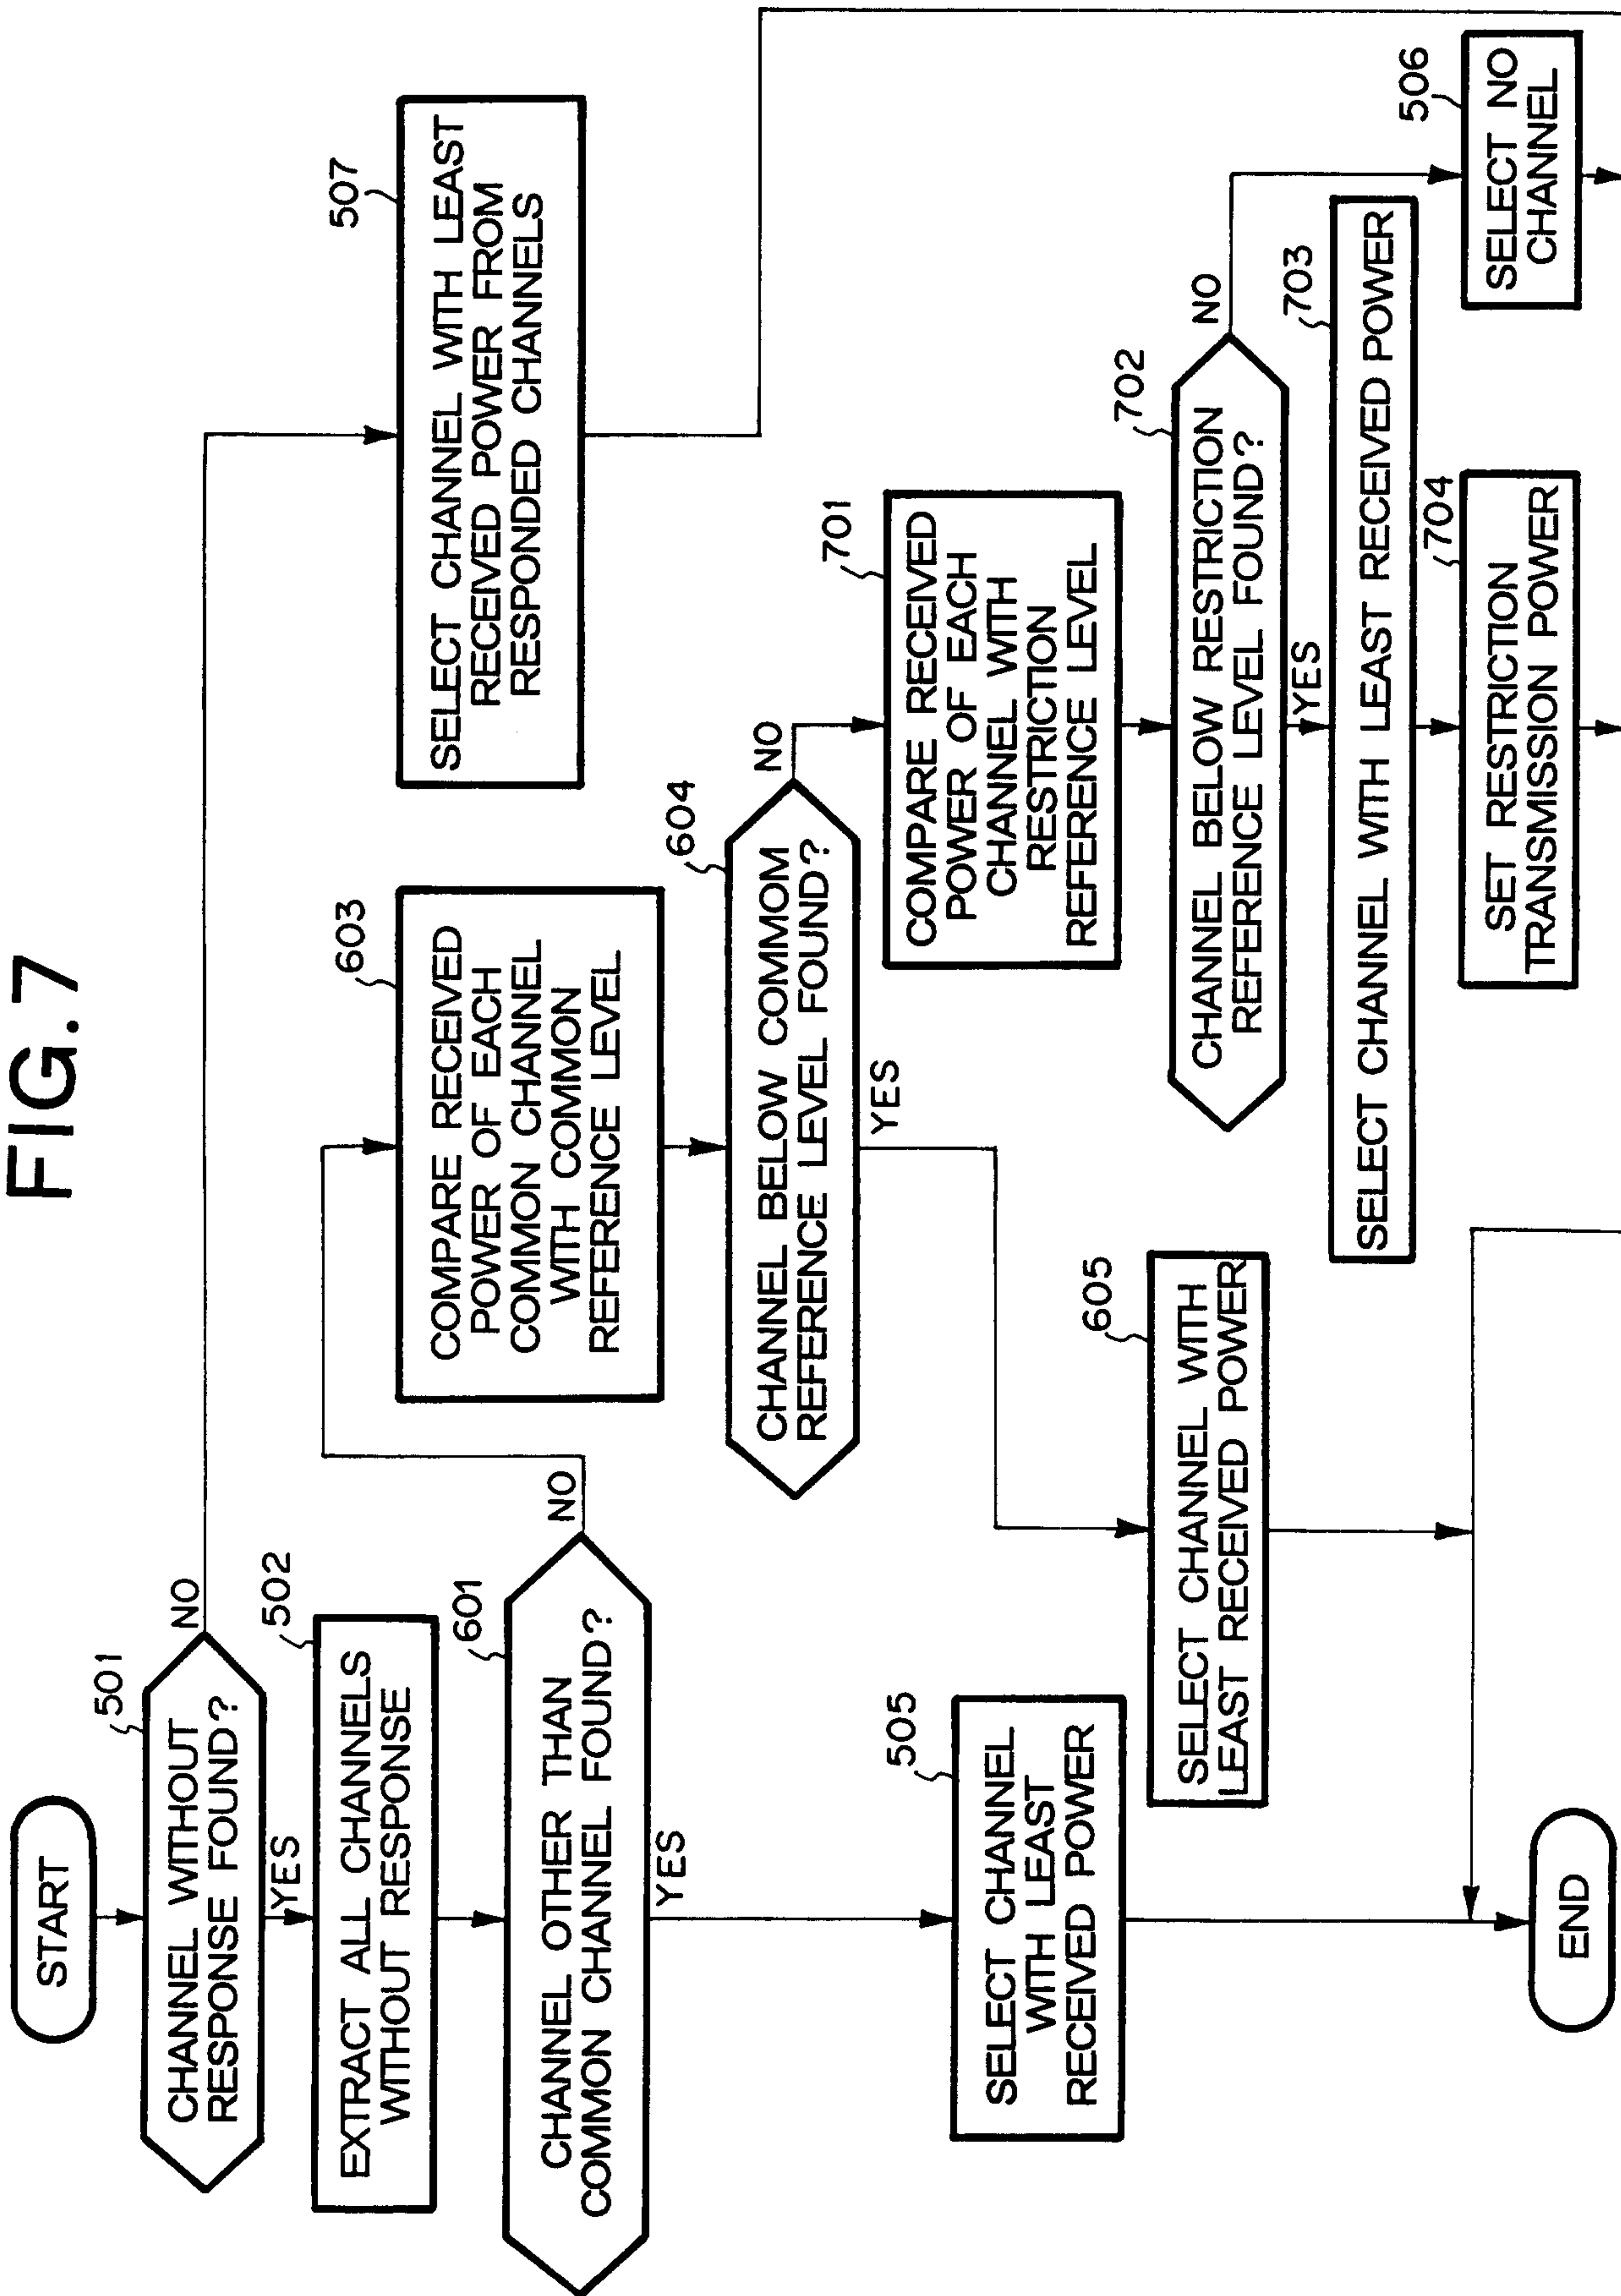 FIG.7
START
501
CHANNEL WITHOUT
RESPONSE FOUND?
NO
YES
502
EXTRACT ALL CHANNELS
WITHOUT RESPONSE
601
CHANNEL OTHER THAN
COMMON CHANNEL FOUND?
NO
YES
505
SELECT CHANNEL
WITH LEAST
RECEIVED POWER
END
603
COMPARE RECEIVED
POWER OF EACH
COMMON CHANNEL
WITH COMMON
REFERENCE LEVEL
604
CHANNEL BELOW COMMOM
REFERENCE LEVEL FOUND?
NO
YES
605
SELECT CHANNEL WITH
LEAST RECEIVED POWER
507
SELECT CHANNEL WITH LEAST
RECEIVED POWER FROM
RESPONDED CHANNELS
701
COMPARE RECEIVED
POWER OF EACH
CHANNEL WITH
RESTRICTION
REFERENCE LEVEL
702
CHANNEL BELOW RESTRICTION
REFERENCE LEVEL FOUND?
NO
YES
703
SELECT CHANNEL WITH LEAST RECEIVED POWER
704
SET RESTRICTION
TRANSMISSION POWER
506
SELECT NO
CHANNEL